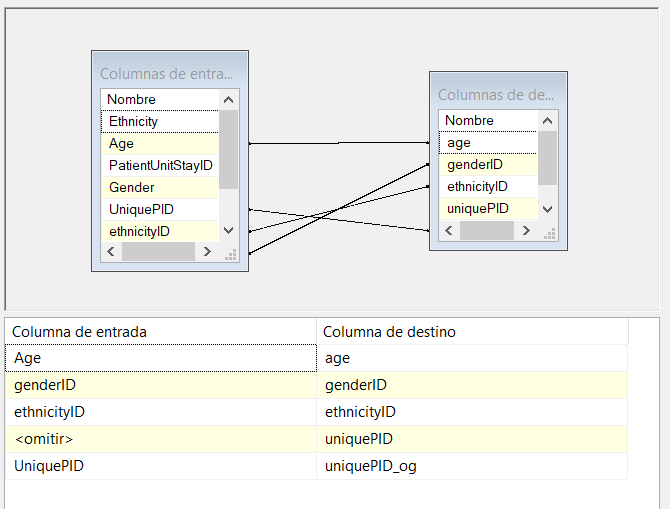 Columnas de entra...
Nombre
Ethnicity
Age
PatientUnitStayID
Gender
UniquePID
ethnicityID
Columnas de de...
Nombre
age
genderID
ethnicityID
uniquePID
Columna de entrada Columna de destino
Age age
genderID genderID
ethnicityID ethnicityID
<omitir> uniquePID
UniquePID uniquePID_og